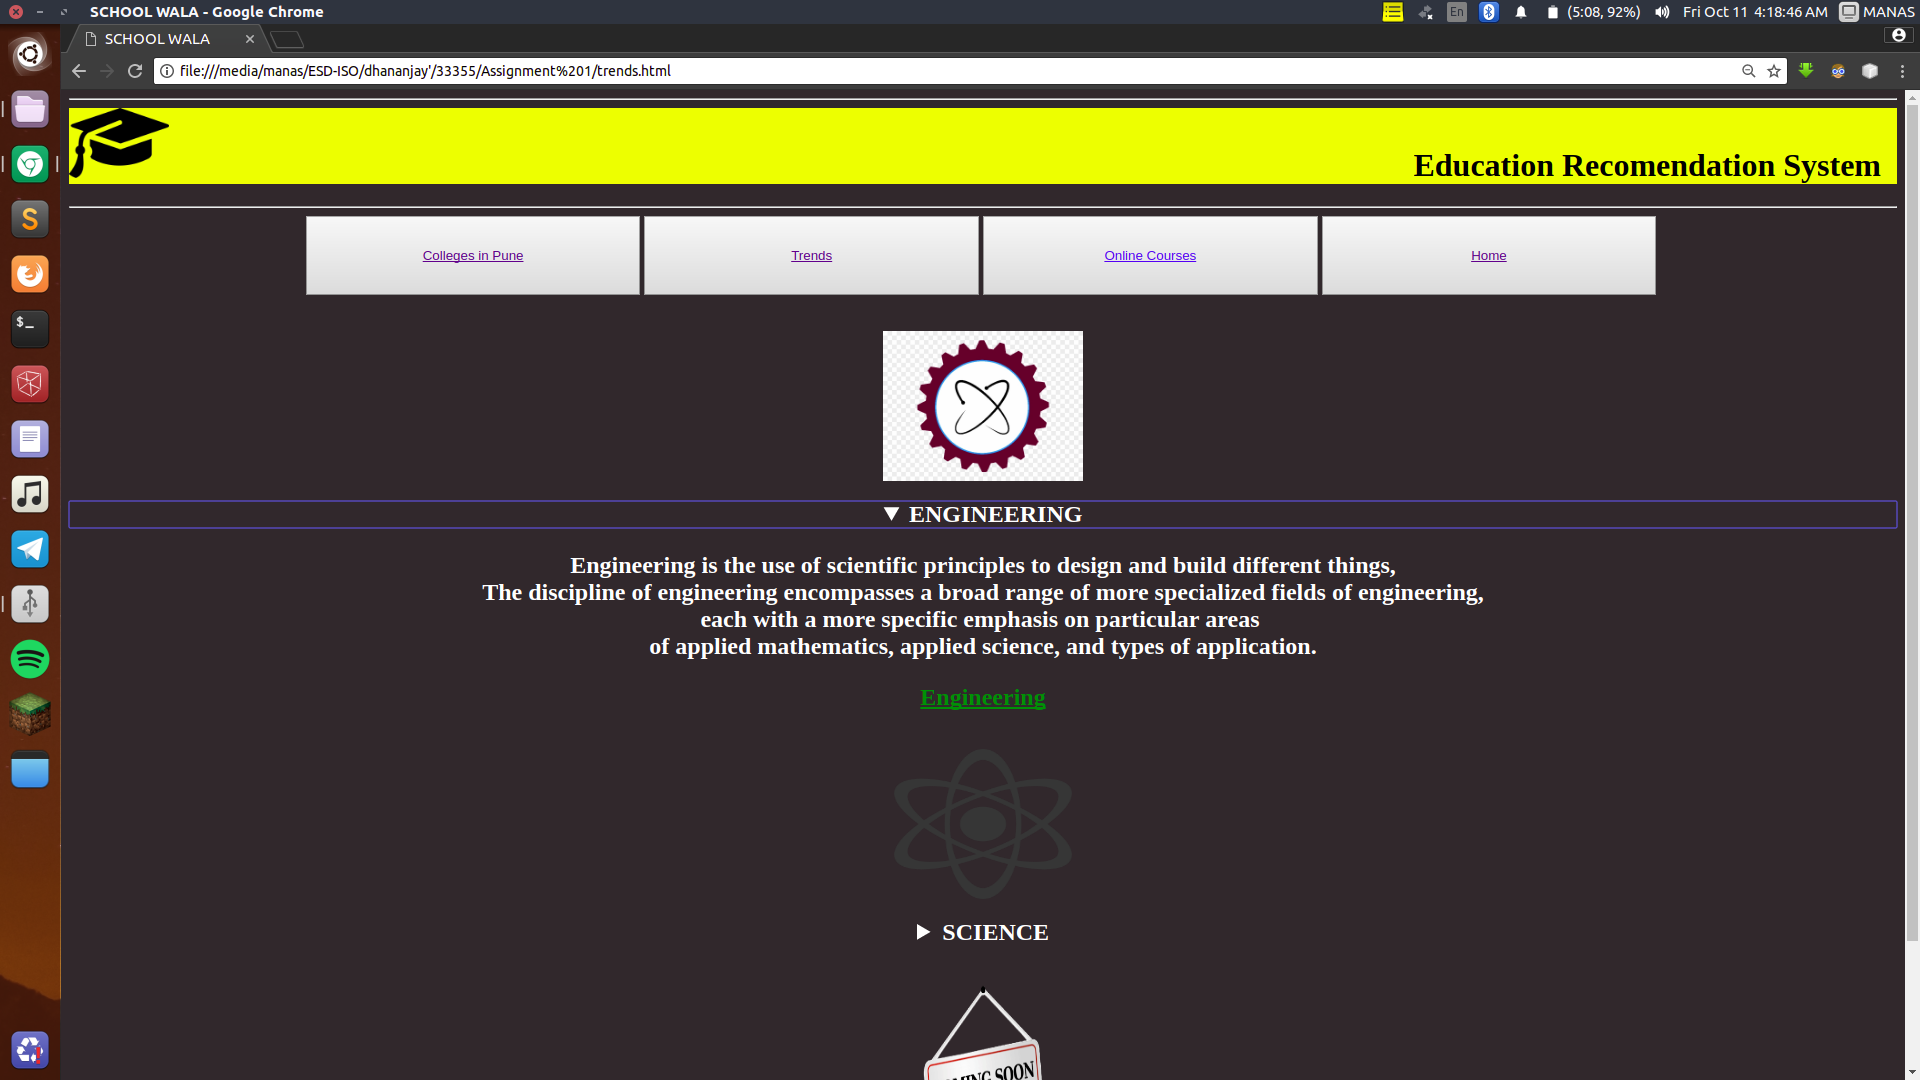 SCHOOL WALA - Google Chrome
En
(5:08, 92%)
Fri Oct 11 4:18:46 AM
MANAS
SCHOOL WALA
file:///media/manas/ESD-ISO/dhananjay'/33355/Assignment%201/trends.html
S
$_
Education Recomendation System
Colleges in Pune
Trends
Online Courses
Home
ENGINEERING
Engineering is the use of scientific principles to design and build different things,
The discipline of engineering encompasses a broad range of more specialized fields of engineering,
each with a more specific emphasis on particular areas
of applied mathematics, applied science, and types of application.
Engineering
SCIENCE
SOON